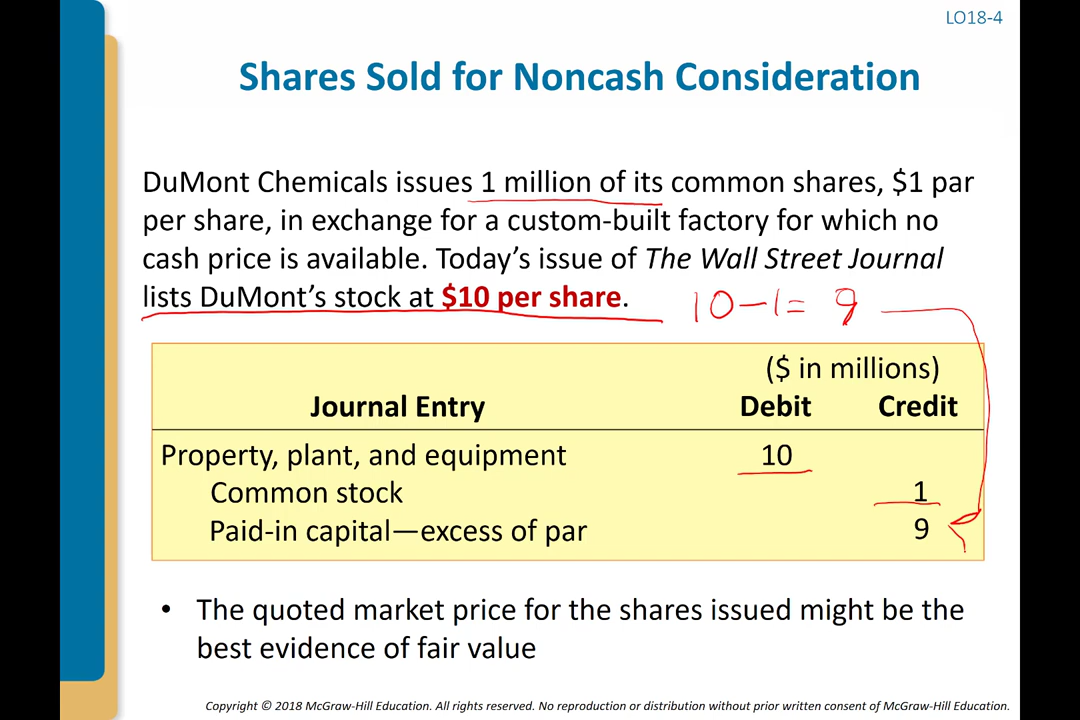 LO18-4
Shares Sold for Noncash Consideration
DuMont Chemicals issues 1 million of its common shares, $1 par
per share, in exchange for a custom-built factory for which no
cash price is available. Today’s issue of The Wall Street Journal
lists DuMont’s stock at $10 per share.
10-1= 9
($ in millions)
Journal Entry Debit Credit
Property, plant, and equipment 10
Common stock 1
Paid-in capital—excess of par 9
• The quoted market price for the shares issued might be the
best evidence of fair value
Copyright © 2018 McGraw-Hill Education. All rights reserved. No reproduction or distribution without prior written consent of McGraw-Hill Education.